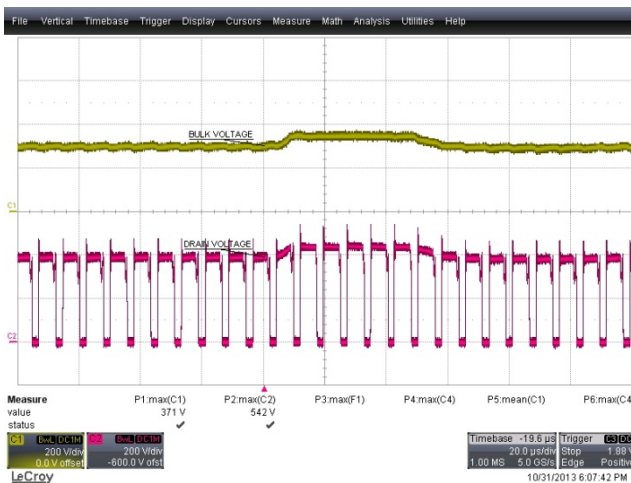 File Vertical Timebase Trigger Display Cursors Measure Math Analysis Utilities Help
BULK VOLTAGE
C1
DRAIN VOLTAGE
C2
Measure P1:max(C1) P2:max(C2) P3:max(F1) P4:max(C4) P5:mean(C1) P6:max(C4
value 371 V 542 V
status
C1 BwL DC1M C2 BwL DC1M Timebase -19.6 µs Trigger C3 DC
200 V/div 200 V/div 20.0 µs/div Stop 1.88 V
0.0 V offset -600.0 V ofst 1.00 MS 5.0 GS/s Edge Positiv
LeCroy 10/31/2013 6:07:42 PM